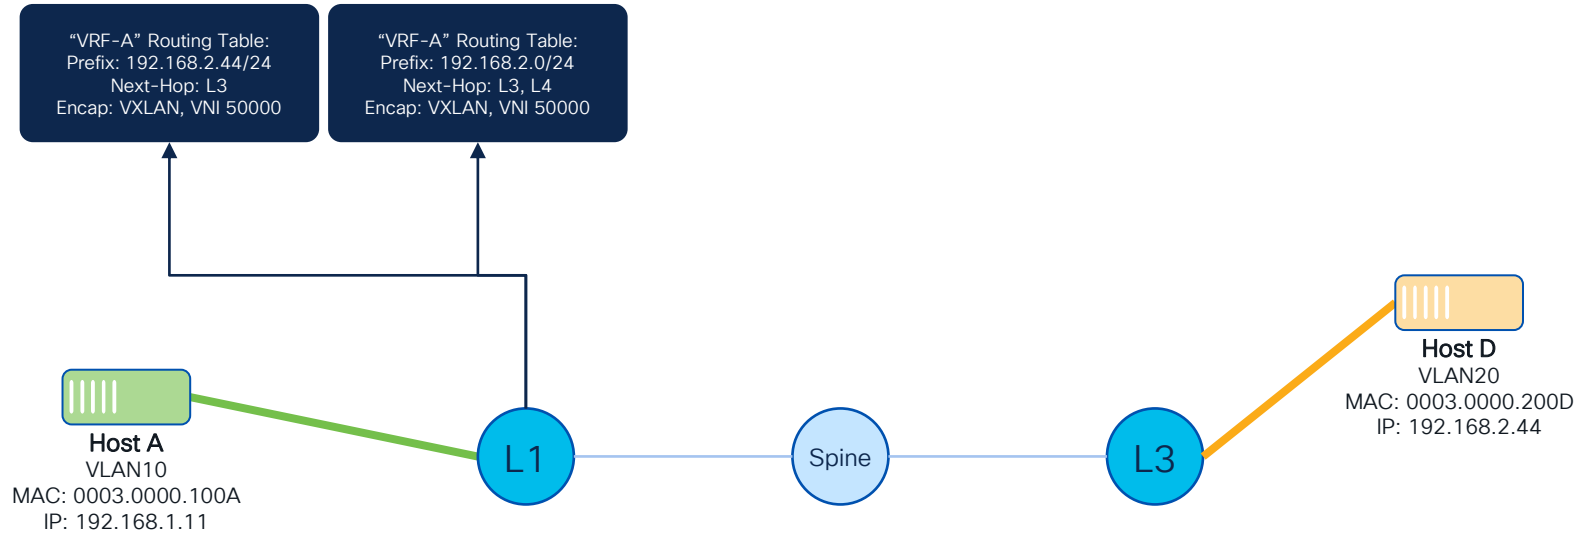 “VRF-A” Routing Table:
Prefix: 192.168.2.44/24
Next-Hop: L3
Encap: VXLAN, VNI 50000
“VRF-A” Routing Table:
Prefix: 192.168.2.0/24
Next-Hop: L3, L4
Encap: VXLAN, VNI 50000
Host A
VLAN10
MAC: 0003.0000.100A
IP: 192.168.1.11
L1
Spine
L3
Host D
VLAN20
MAC: 0003.0000.200D
IP: 192.168.2.44